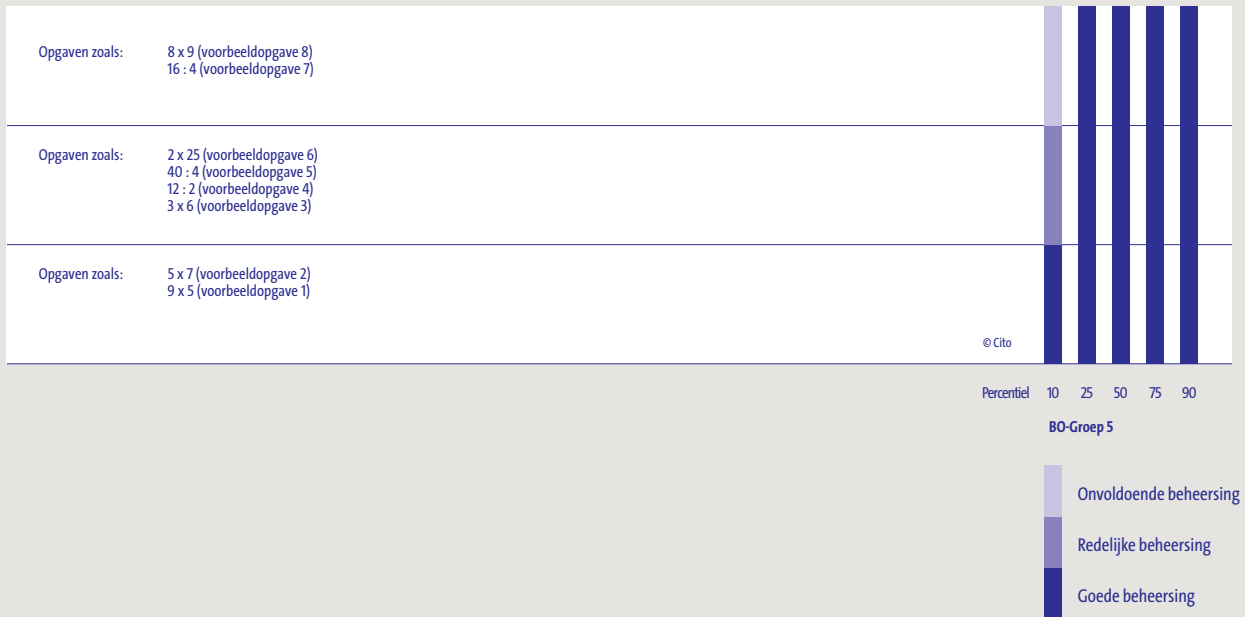 Opgaven zoals: 8 x 9 (voorbeeldopgave 8)
16 : 4 (voorbeeldopgave 7)
Opgaven zoals: 2 x 25 (voorbeeldopgave 6)
40 : 4 (voorbeeldopgave 5)
12 : 2 (voorbeeldopgave 4)
3 x 6 (voorbeeldopgave 3)
Opgaven zoals: 5 x 7 (voorbeeldopgave 2)
9 x 5 (voorbeeldopgave 1)
© Cito
Percentiel 10 25 50 75 90
BO-Groep 5
Onvoldoende beheersing
Redelijke beheersing
Goede beheersing